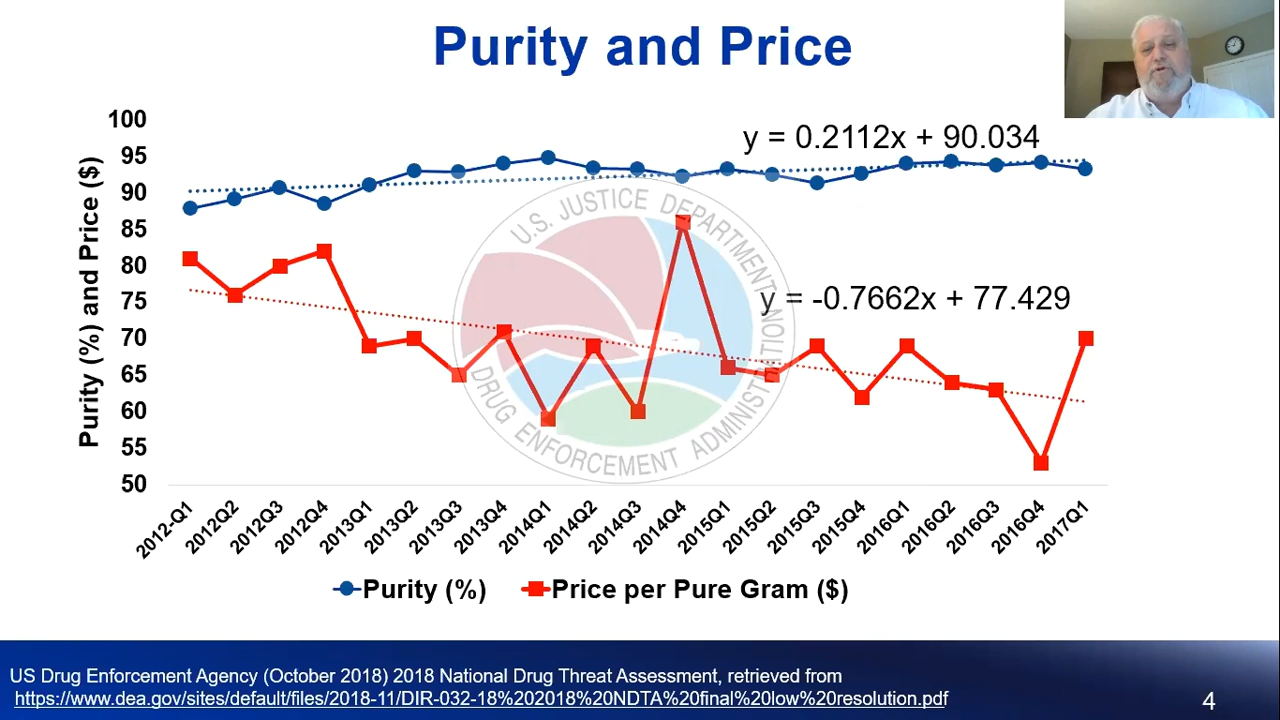 Purity and Price
y = 0.2112x + 90.034
y = -0.7662x + 77.429
Purity (%) and Price ($)
100
95
90
85
80
75
70
65
60
55
50
U.S. JUSTICE DEPARTMENT
DRUG ENFORCEMENT ADMINISTRATION
2012-Q1
2012Q2
2012Q3
2012Q4
2013Q1
2013Q2
2013Q3
2013Q4
2014Q1
2014Q2
2014Q3
2014Q4
2015Q1
2015Q2
2015Q3
2015Q4
2016Q1
2016Q2
2016Q3
2016Q4
2017Q1
Purity (%) Price per Pure Gram ($)
US Drug Enforcement Agency (October 2018) 2018 National Drug Threat Assessment, retrieved from
https://www.dea.gov/sites/default/files/2018-11/DIR-032-18%202018%20NDTA%20final%20low%20resolution.pdf
4